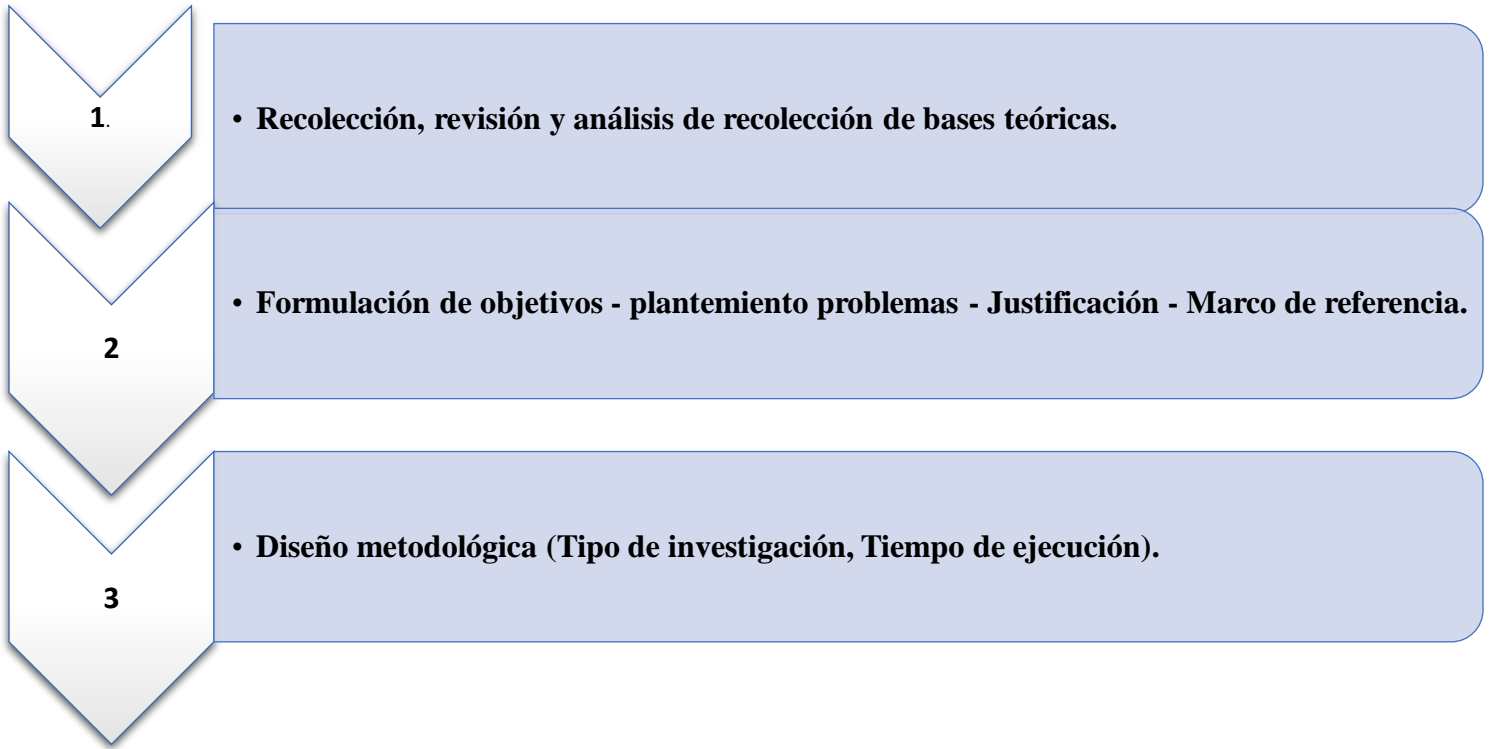 1.
• Recolección, revisión y análisis de recolección de bases teóricas.
2
• Formulación de objetivos - plantemiento problemas - Justificación - Marco de referencia.
3
• Diseño metodológica (Tipo de investigación, Tiempo de ejecución).